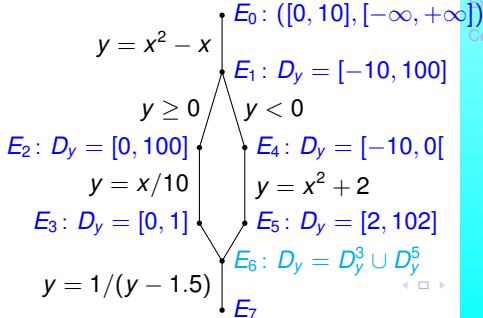 E₀: ([0, 10], [−∞, +∞])
y = x² − x
E₁: D_y = [−10, 100]
y ≥ 0 y < 0
E₂: D_y = [0, 100] E₄: D_y = [−10, 0[
y = x/10 y = x² + 2
E₃: D_y = [0, 1] E₅: D_y = [2, 102]
E₆: D_y = D_y³ ∪ D_y⁵
y = 1/(y − 1.5)
E₇